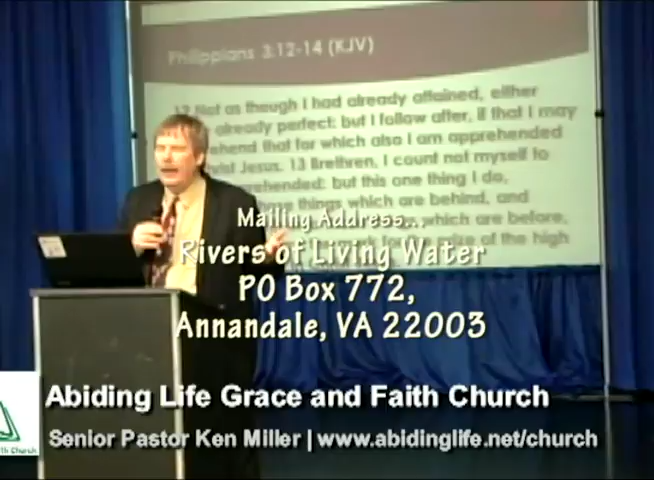 Philippians 3:12-14 (KJV)
12 Not as though I had already attained, either
already perfect: but I follow after, if that I may
that for which also I am apprehended
Jesus. 13 Brethren, I count not myself to
but this one thing I do,
things which are behind, and
which are before,
of the high
Mailing Address...
Rivers of Living Water
PO Box 772,
Annandale, VA 22003
Abiding Life Grace and Faith Church
Senior Pastor Ken Miller | www.abidinglife.net/church
Church